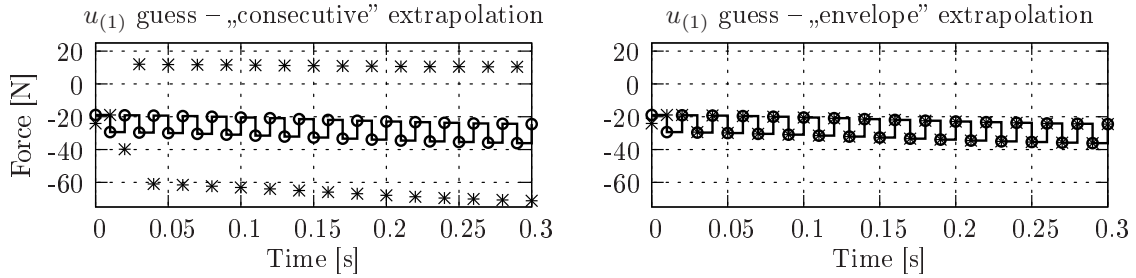 u(1) guess – „consecutive” extrapolation
20
0
-20
-40
-60
Force [N]
0 0.05 0.1 0.15 0.2 0.25 0.3
Time [s]
u(1) guess – „envelope” extrapolation
20
0
-20
-40
-60
0 0.05 0.1 0.15 0.2 0.25 0.3
Time [s]